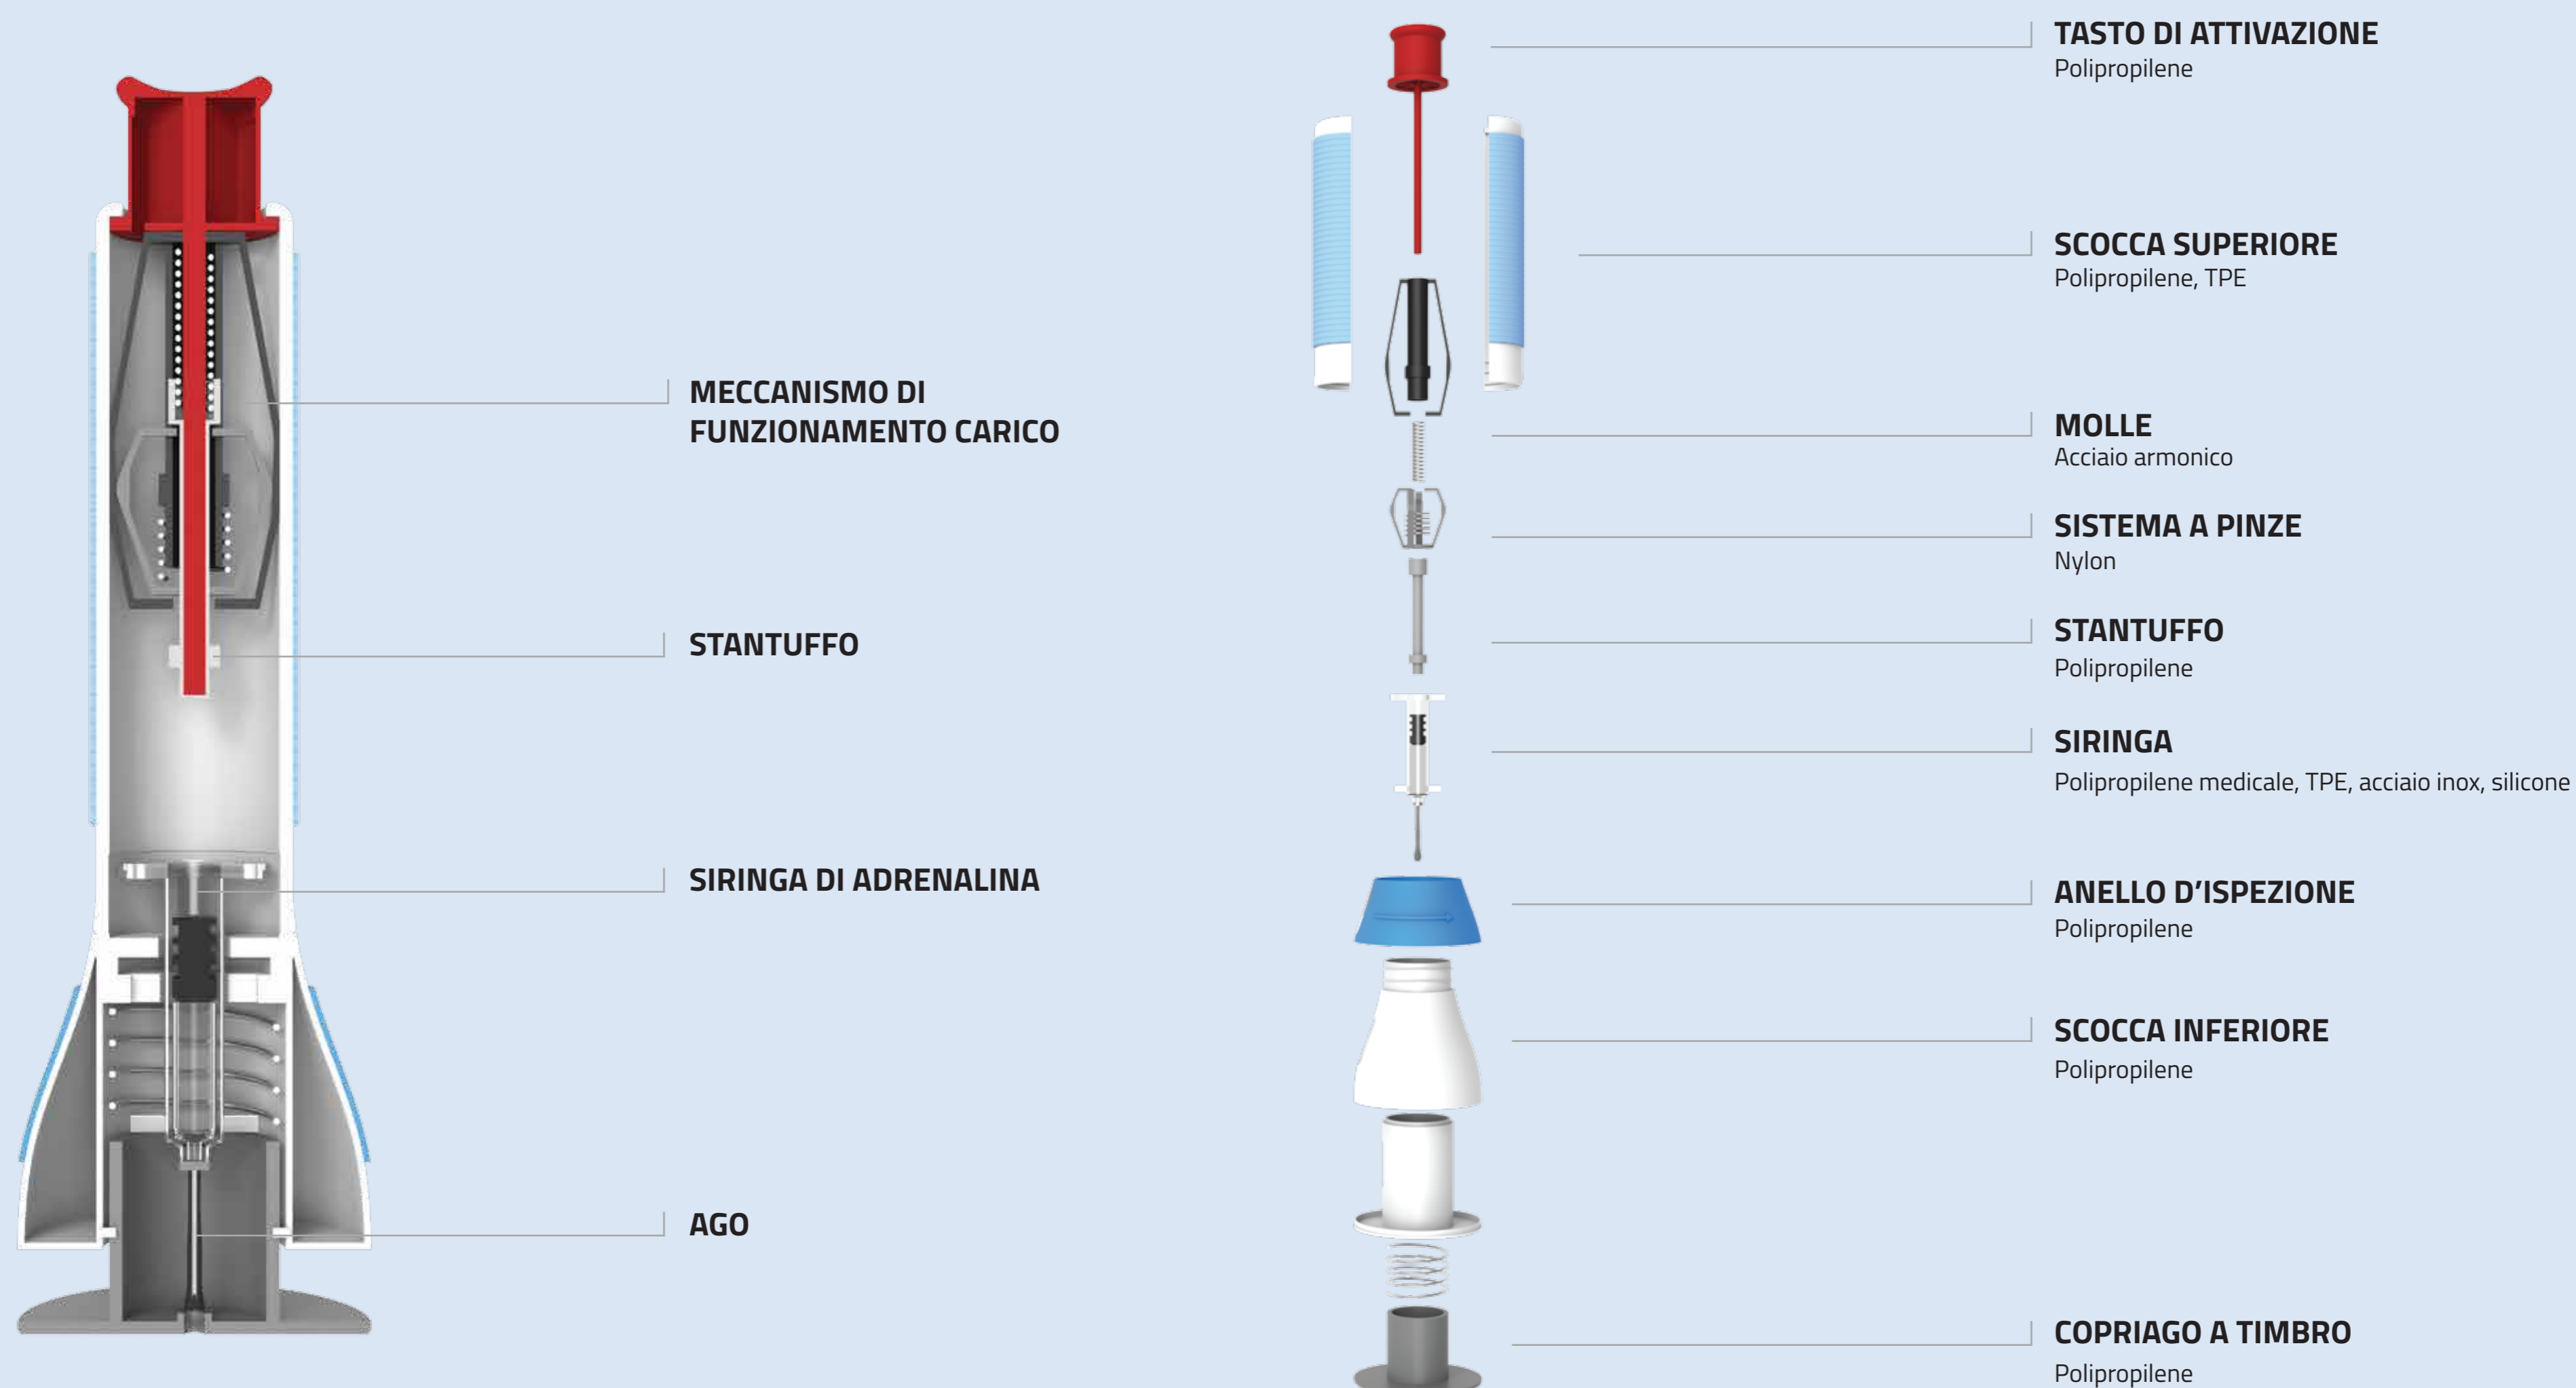 MECCANISMO DI
FUNZIONAMENTO CARICO
STANTUFFO
SIRINGA DI ADRENALINA
AGO
TASTO DI ATTIVAZIONE
Polipropilene
SCOCCA SUPERIORE
Polipropilene, TPE
MOLLE
Acciaio armonico
SISTEMA A PINZE
Nylon
STANTUFFO
Polipropilene
SIRINGA
Polipropilene medicale, TPE, acciaio inox, silicone
ANELLO D’ISPEZIONE
Polipropilene
SCOCCA INFERIORE
Polipropilene
COPRIAGO A TIMBRO
Polipropilene